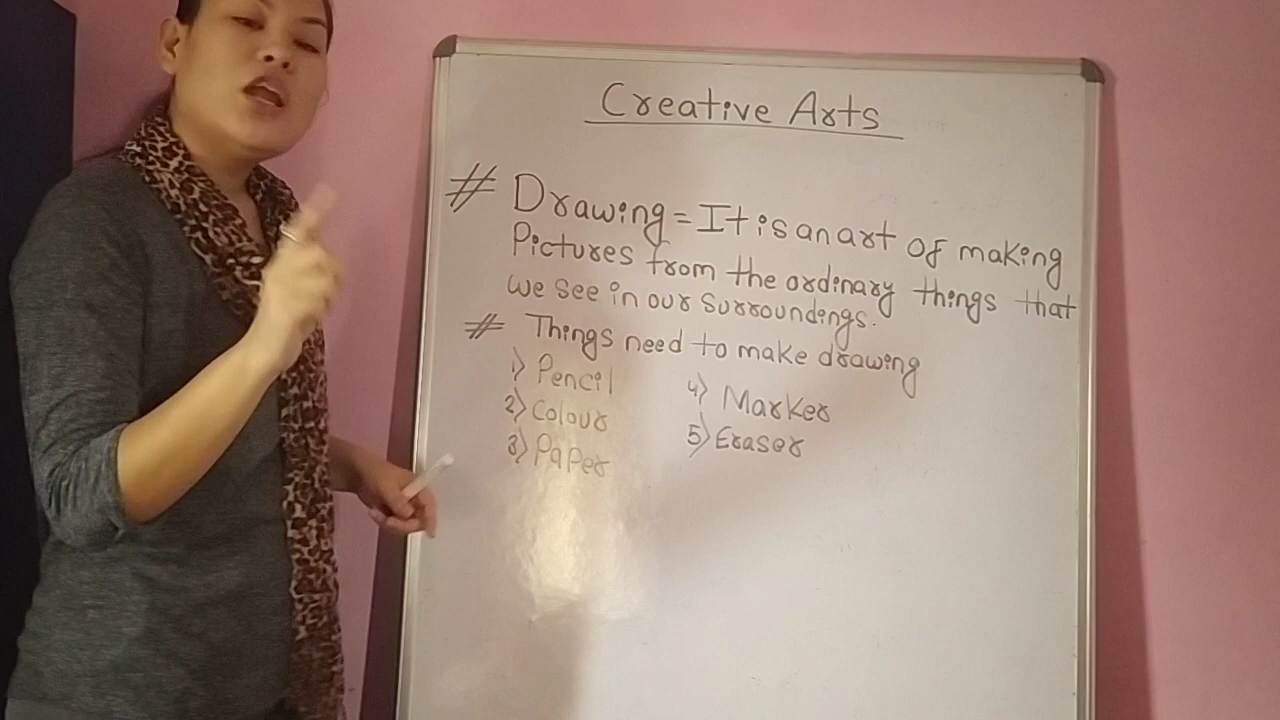 Creative Arts
# Drawing = It is an art of making
Pictures from the ordinary things that
we see in our surroundings.
# Things need to make drawing
1) Pencil
2) Colour
3) Paper
4) Marker
5) Eraser